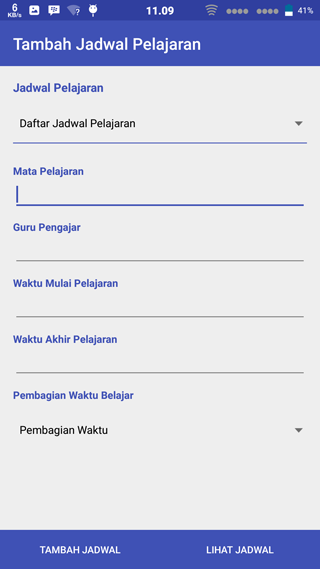 6
KB/s
11.09
41%
Tambah Jadwal Pelajaran
Jadwal Pelajaran
Daftar Jadwal Pelajaran
Mata Pelajaran
Guru Pengajar
Waktu Mulai Pelajaran
Waktu Akhir Pelajaran
Pembagian Waktu Belajar
Pembagian Waktu
TAMBAH JADWAL
LIHAT JADWAL